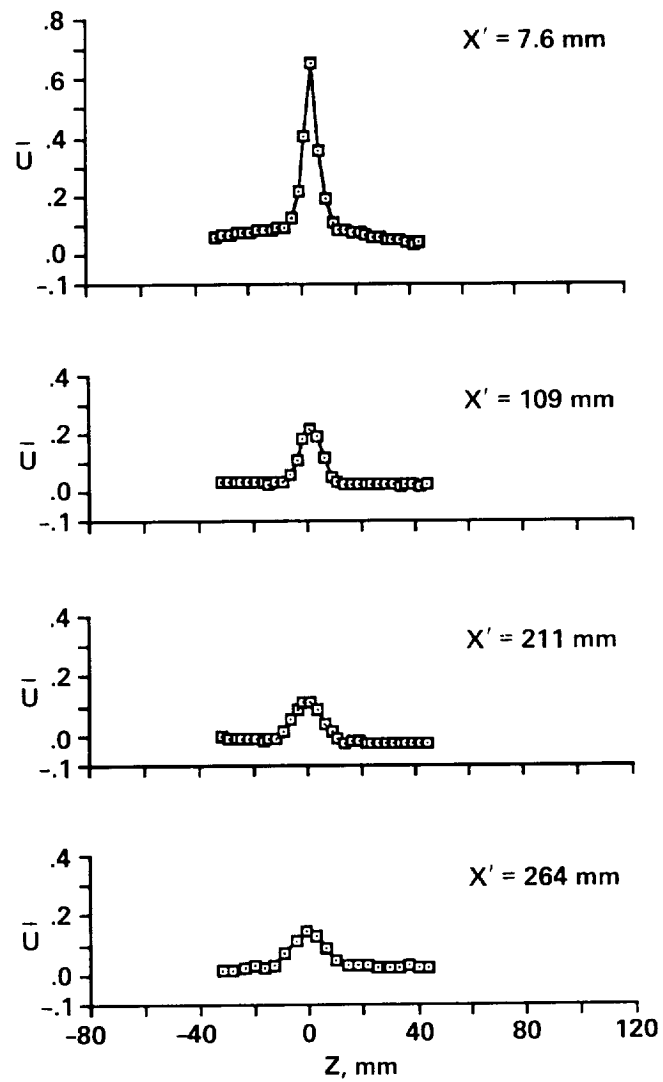 .8
X′ = 7.6 mm
.6
.4
Ū
.2
.0
-.1
.4
X′ = 109 mm
.2
Ū
.0
-.1
.4
X′ = 211 mm
.2
Ū
.0
-.1
.4
X′ = 264 mm
.2
Ū
.0
-.1
-80 -40 0 40 80 120
Z, mm